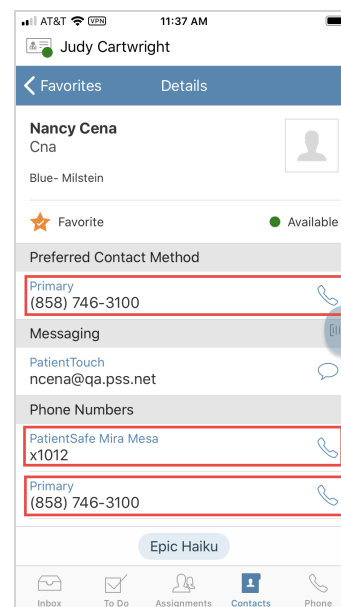 AT&T VPN 11:37 AM
Judy Cartwright
Favorites Details
Nancy Cena
Cna
Blue- Milstein
Favorite Available
Preferred Contact Method
Primary
(858) 746-3100
Messaging
PatientTouch
ncena@qa.pss.net
Phone Numbers
PatientSafe Mira Mesa
x1012
Primary
(858) 746-3100
Epic Haiku
Inbox To Do Assignments Contacts Phone